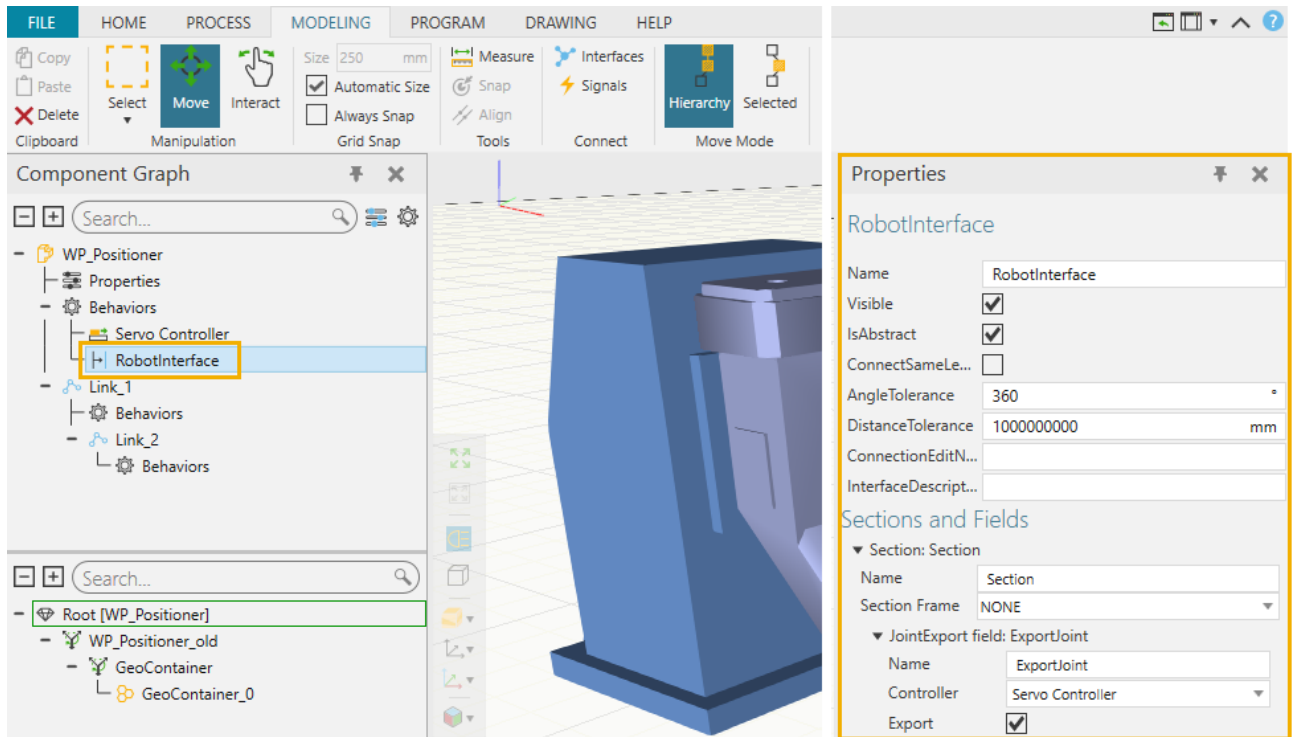 FILE HOME PROCESS MODELING PROGRAM DRAWING HELP
Copy
Paste
Delete
Clipboard
Select
Move
Interact
Manipulation
Size 250 mm
Automatic Size
Always Snap
Grid Snap
Measure
Snap
Align
Tools
Interfaces
Signals
Connect
Hierarchy
Selected
Move Mode
Component Graph
Search...
WP_Positioner
Properties
Behaviors
Servo Controller
RobotInterface
Link_1
Behaviors
Link_2
Behaviors
Search...
Root [WP_Positioner]
WP_Positioner_old
GeoContainer
GeoContainer_0
?
Properties
RobotInterface
Name RobotInterface
Visible
IsAbstract
ConnectSameLe...
AngleTolerance 360 °
DistanceTolerance 1000000000 mm
ConnectionEditN...
InterfaceDescript...
Sections and Fields
Section: Section
Name Section
Section Frame NONE
JointExport field: ExportJoint
Name ExportJoint
Controller Servo Controller
Export